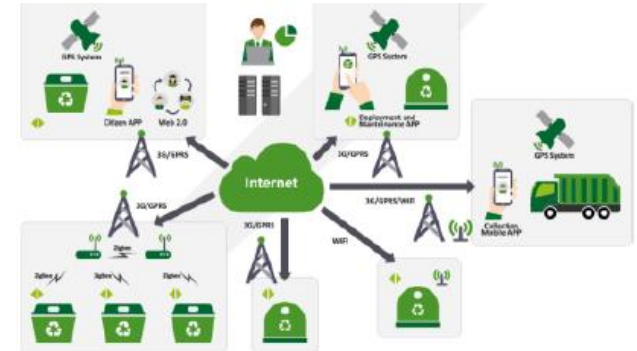 GPS System
Citizen APP
Web 2.0
3G/GPRS
GPS System
Deployment and
Maintenance APP
3G/GPRS
Internet
3G/GPRS/WIFI
GPS System
Collection
Mobile APP
3G/GPRS
Zigbee
Zigbee
Zigbee
Zigbee
3G/GPRS
WIFI